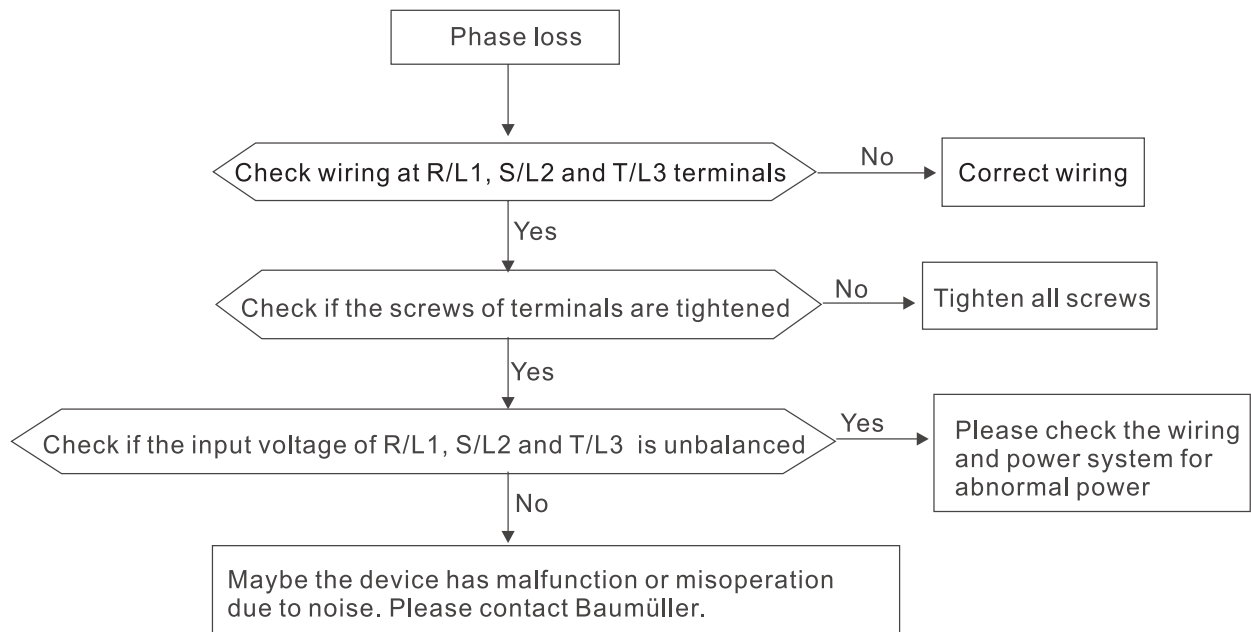 Phase loss
Check wiring at R/L1, S/L2 and T/L3 terminals
No
Correct wiring
Yes
Check if the screws of terminals are tightened
No
Tighten all screws
Yes
Check if the input voltage of R/L1, S/L2 and T/L3 is unbalanced
Yes
Please check the wiring
and power system for
abnormal power
No
Maybe the device has malfunction or misoperation
due to noise. Please contact Baumüller.